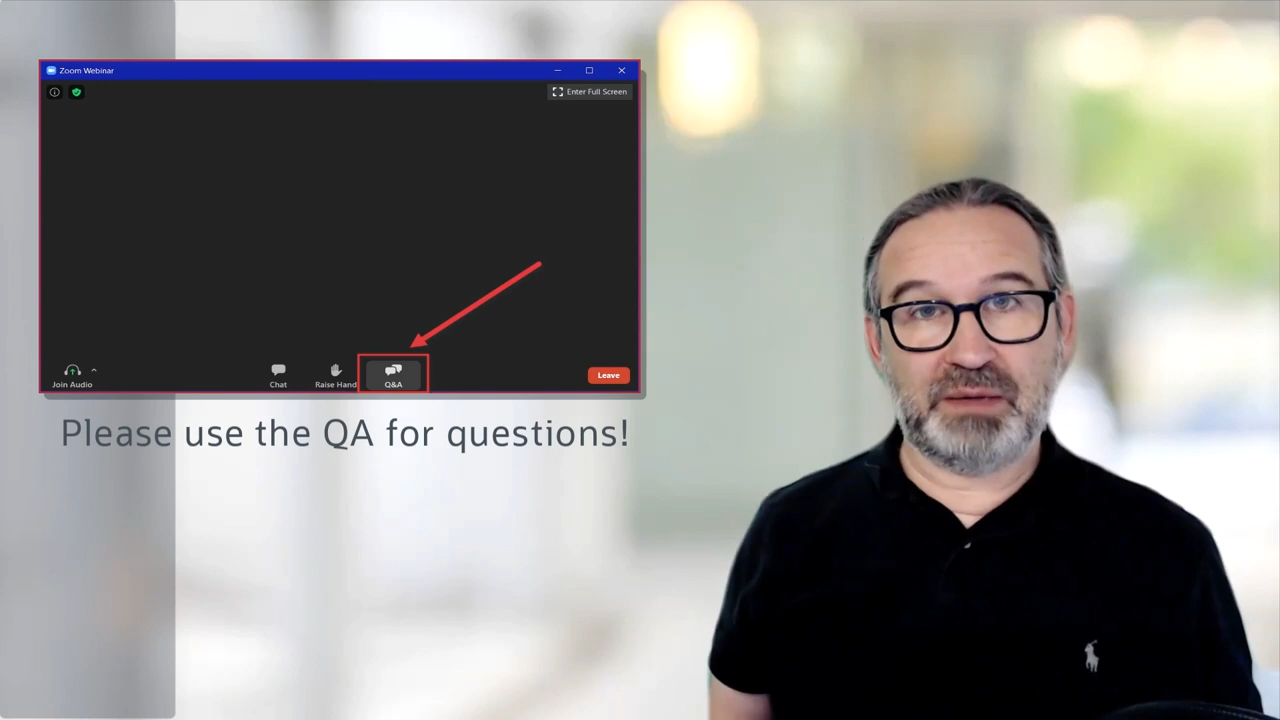 Zoom Webinar
Enter Full Screen
Join Audio
Chat
Raise Hand
Q&A
Leave
Please use the QA for questions!